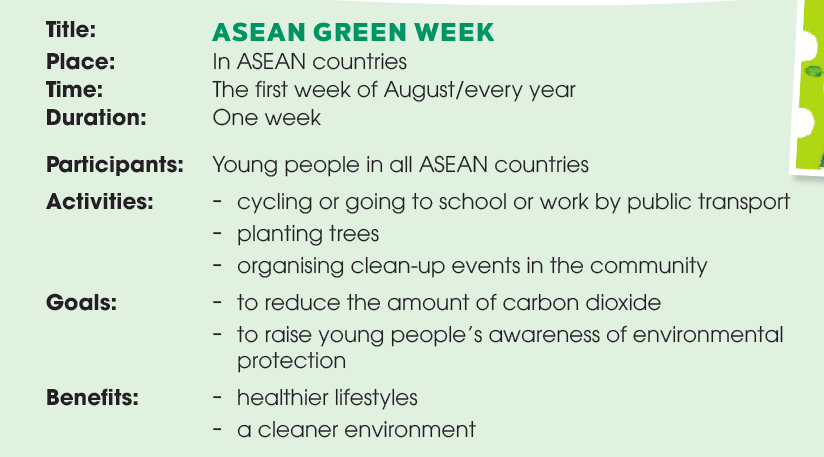 Title: ASEAN GREEN WEEK
Place: In ASEAN countries
Time: The first week of August/every year
Duration: One week
Participants: Young people in all ASEAN countries
Activities: - cycling or going to school or work by public transport
- planting trees
- organising clean-up events in the community
Goals: - to reduce the amount of carbon dioxide
- to raise young people's awareness of environmental
protection
Benefits: - healthier lifestyles
- a cleaner environment